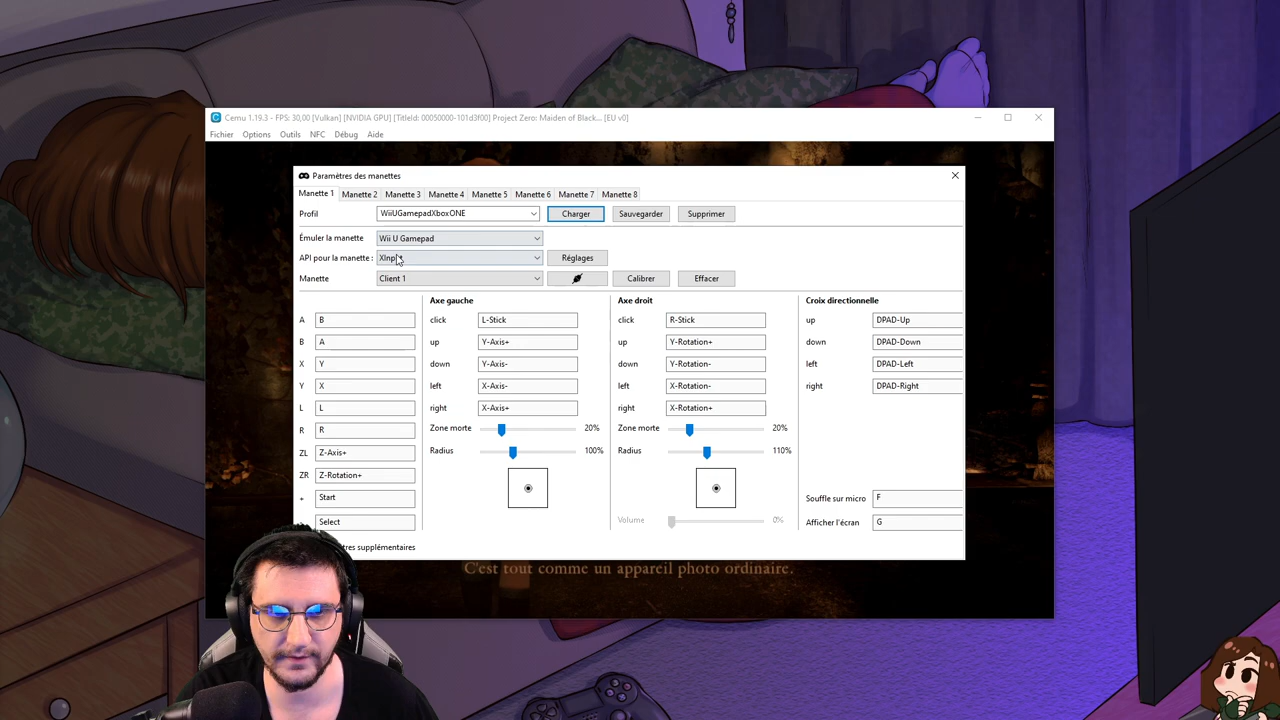 Cemu 1.19.3 - FPS: 30,00 [Vulkan] [NVIDIA GPU] [TitleId: 00050000-101d3f00] Project Zero: Maiden of Black... [EU v0]
Fichier Options Outils NFC Débug Aide
Paramètres des manettes
Manette 1 Manette 2 Manette 3 Manette 4 Manette 5 Manette 6 Manette 7 Manette 8
Profil WiiUGamepadXboxONE Charger Sauvegarder Supprimer
Émuler la manette Wii U Gamepad
API pour la manette : Réglages
Manette Client 1 Calibrer Effacer
Axe gauche Axe droit Croix directionnelle
A B click L-Stick click R-Stick up DPAD-Up
B A up Y-Axis+ up Y-Rotation+ down DPAD-Down
X Y down Y-Axis- down Y-Rotation- left DPAD-Left
Y X left X-Axis- left X-Rotation- right DPAD-Right
L L right X-Axis+ right X-Rotation+
R R Zone morte 20% Zone morte 20%
ZL Z-Axis+ Radius 100% Radius 110%
ZR Z-Rotation+
+ Start Souffle sur micro F
Select Volume 0% Afficher l'écran G
supplémentaires
C'est tout comme un appareil photo ordinaire.